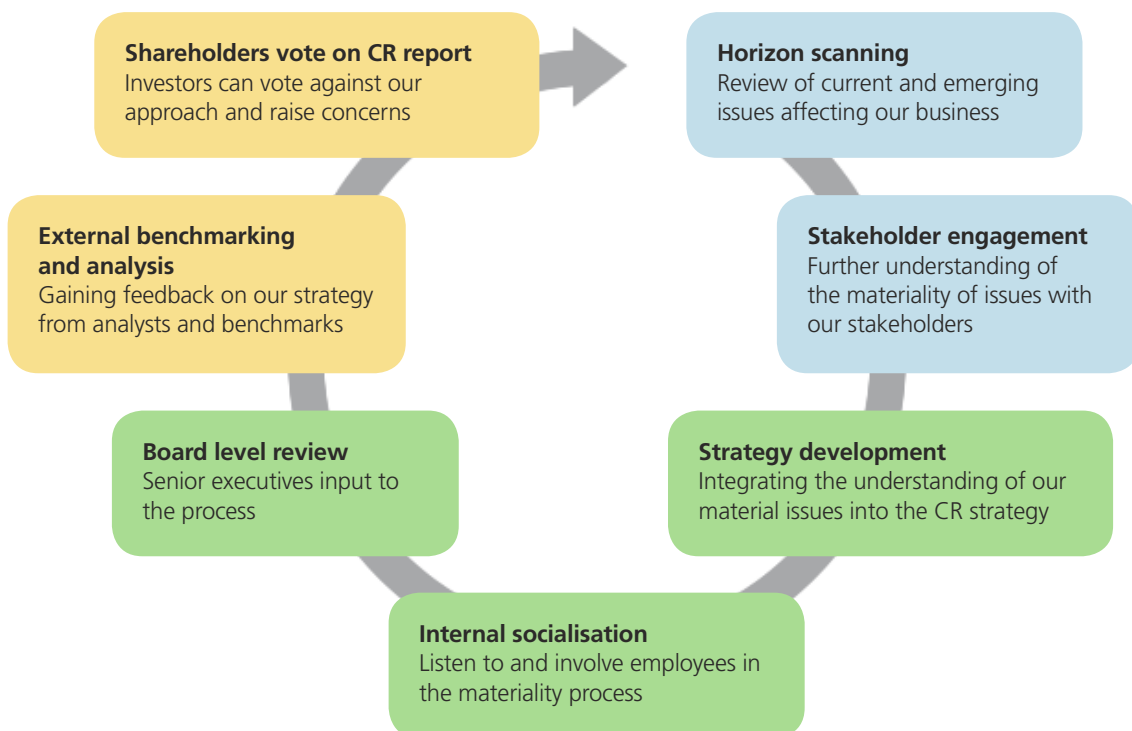 Shareholders vote on CR report
Investors can vote against our
approach and raise concerns
Horizon scanning
Review of current and emerging
issues affecting our business
Stakeholder engagement
Further understanding of
the materiality of issues with
our stakeholders
Strategy development
Integrating the understanding of our
material issues into the CR strategy
Internal socialisation
Listen to and involve employees in
the materiality process
Board level review
Senior executives input to
the process
External benchmarking
and analysis
Gaining feedback on our strategy
from analysts and benchmarks